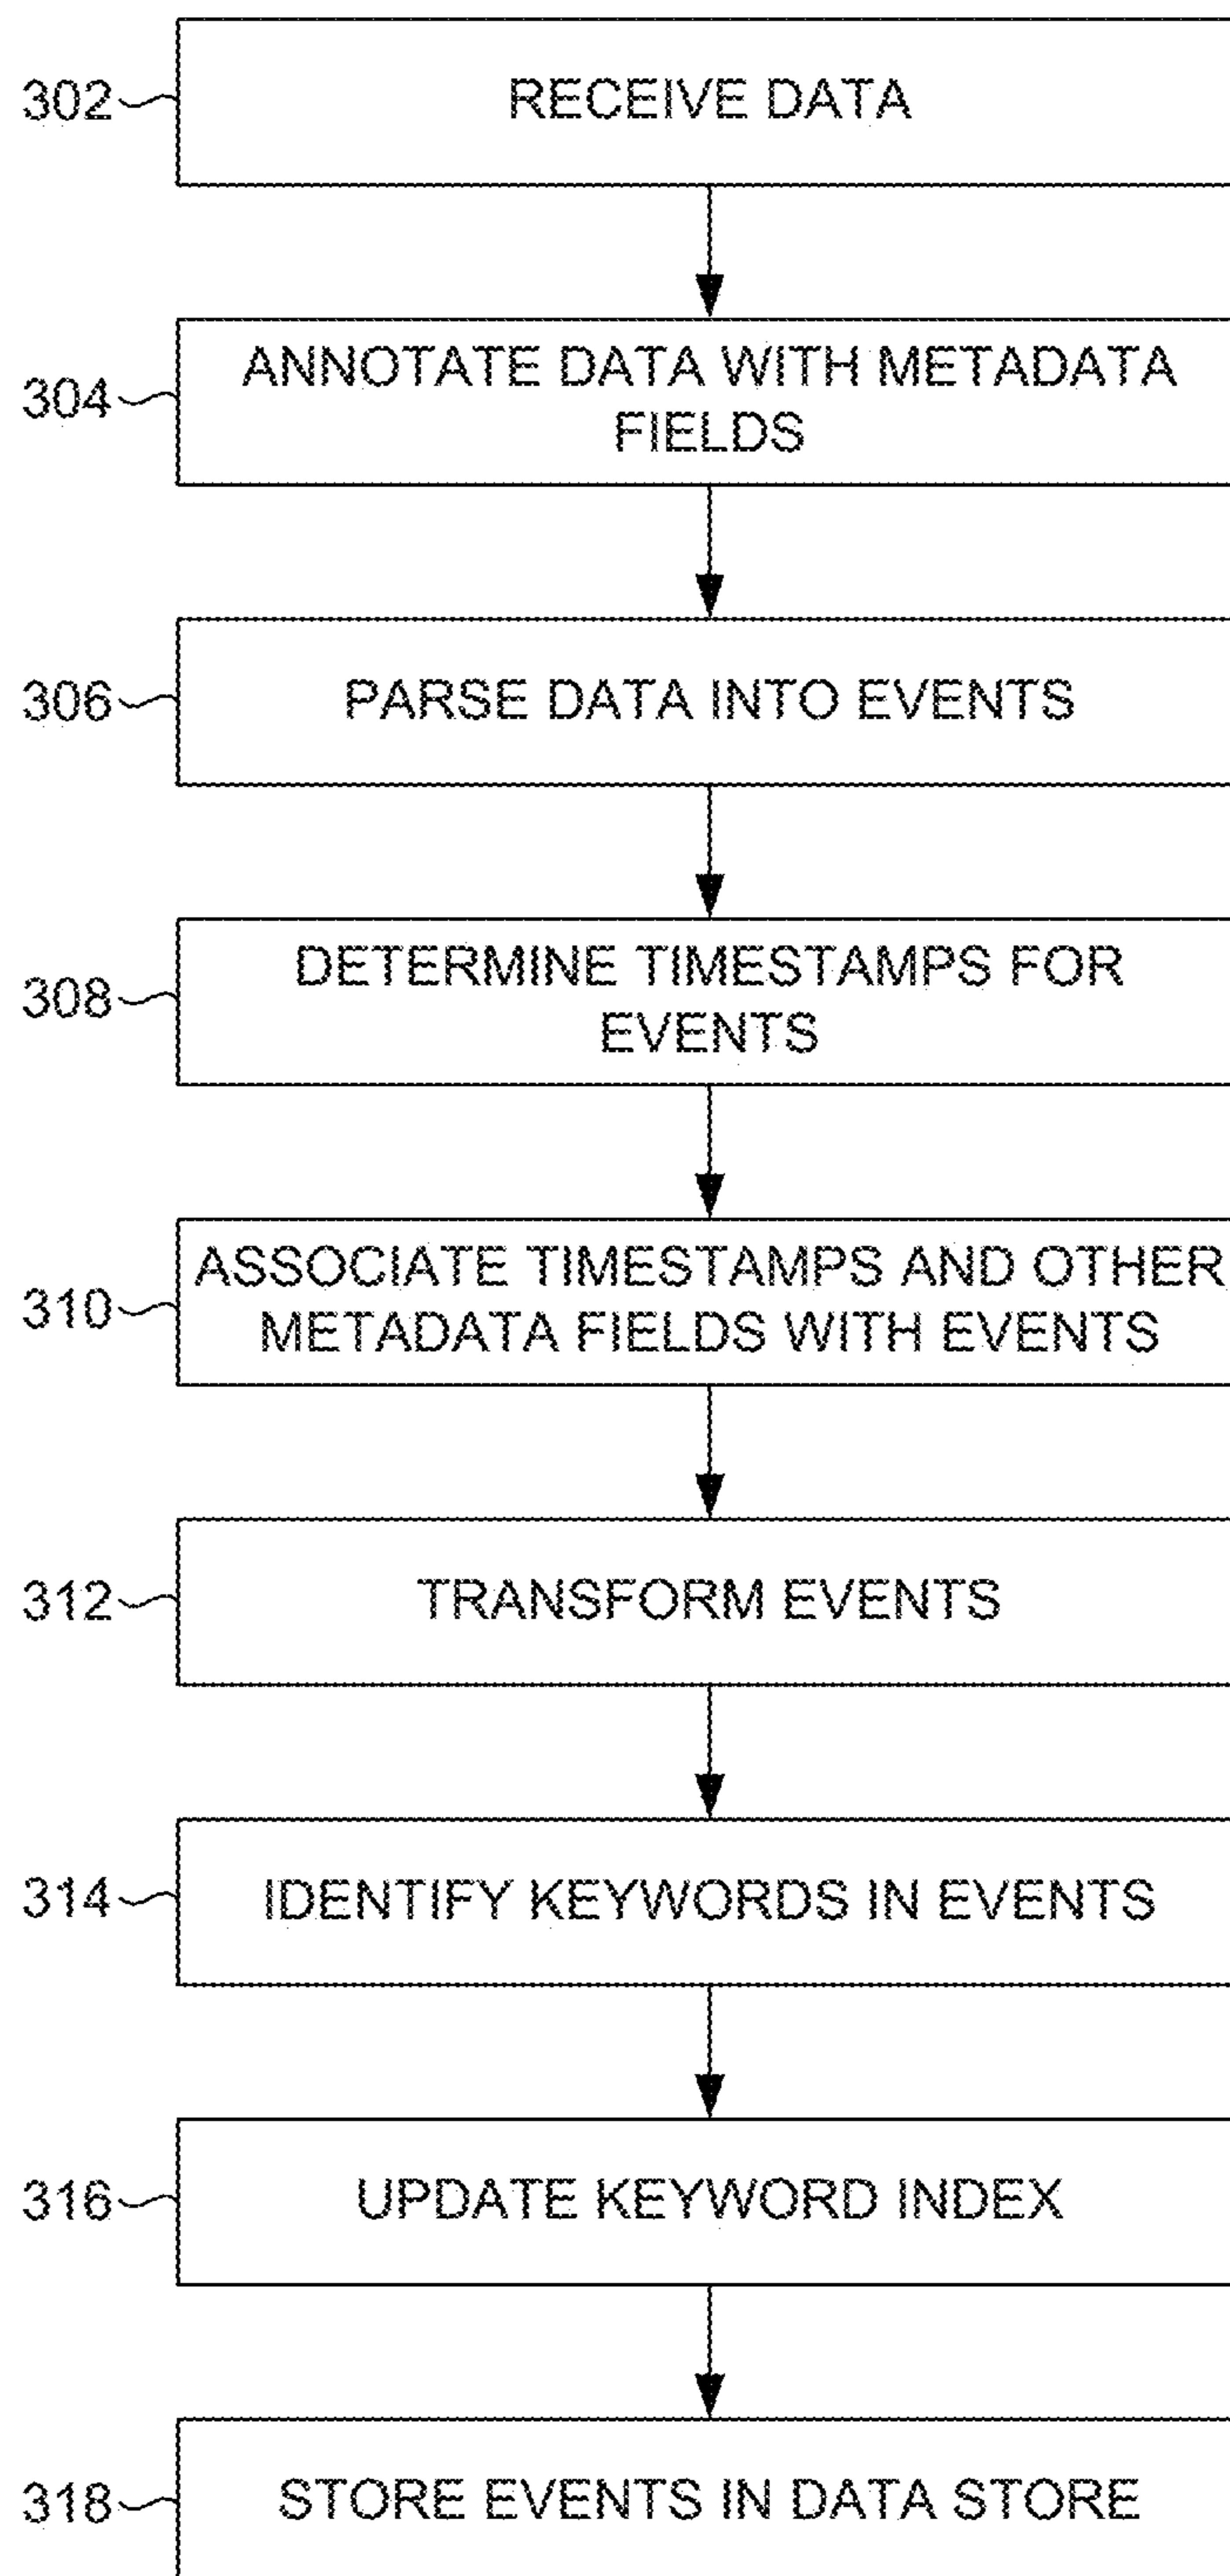 302
RECEIVE DATA
304
ANNOTATE DATA WITH METADATA
FIELDS
306
PARSE DATA INTO EVENTS
308
DETERMINE TIMESTAMPS FOR
EVENTS
310
ASSOCIATE TIMESTAMPS AND OTHER
METADATA FIELDS WITH EVENTS
312
TRANSFORM EVENTS
314
IDENTIFY KEYWORDS IN EVENTS
316
UPDATE KEYWORD INDEX
318
STORE EVENTS IN DATA STORE